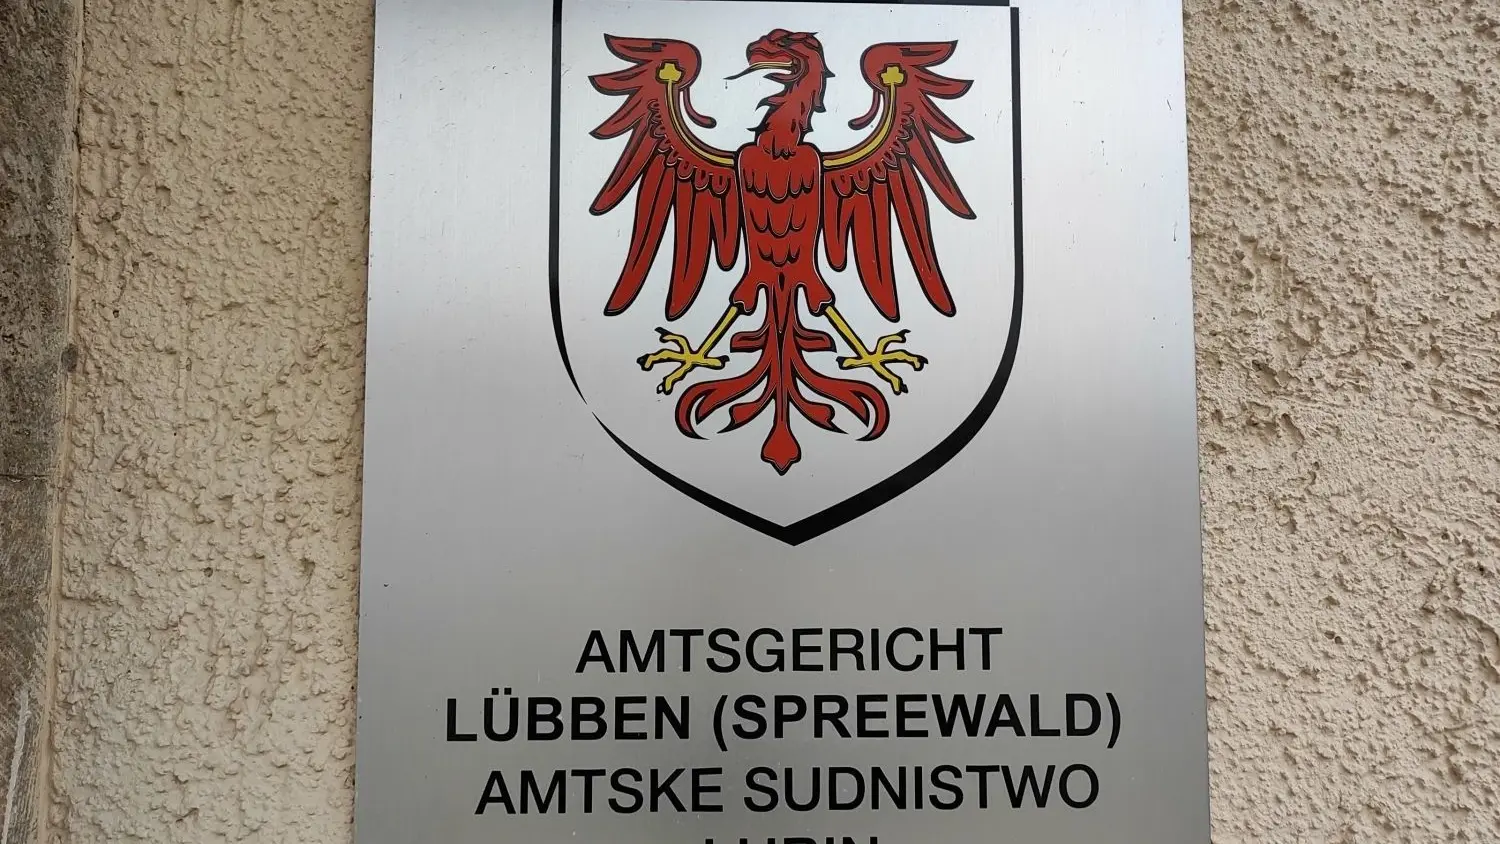 AMTSGERICHT
LÜBBEN (SPREEWALD)
AMTSKE SUDNISTWO